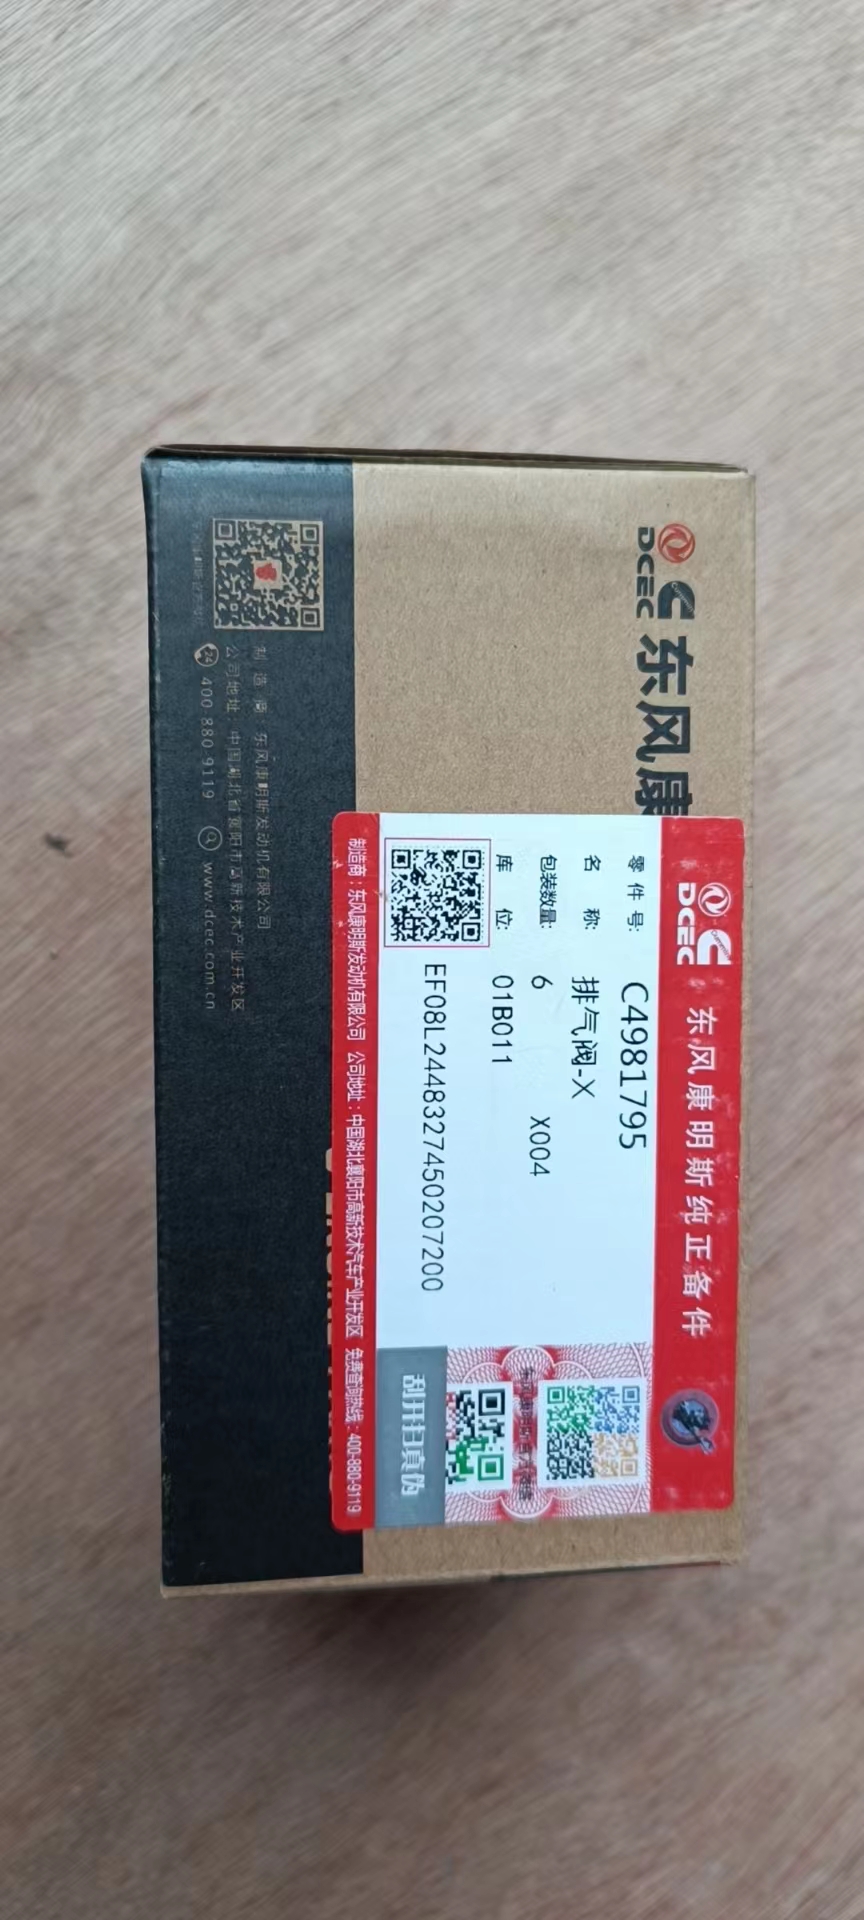 DCEC
Cummins
东风康
DCEC
Cummins
东风康明斯纯正备件
零件号: C4981795
名 称: 排气阀-X
包装数量: 6 X004
库 位: 01B011
EF08L2448327450207200
刮开扫真伪
制造商：东风康明斯发动机有限公司 公司地址：中国湖北襄阳市高新技术汽车产业开发区 免费查询热线：400-880-9119
制 造 商 东风康明斯发动机有限公司
公司地址: 中国湖北省襄阳市高新技术产业开发区
24 400 880 9119 www.dcec.com.cn